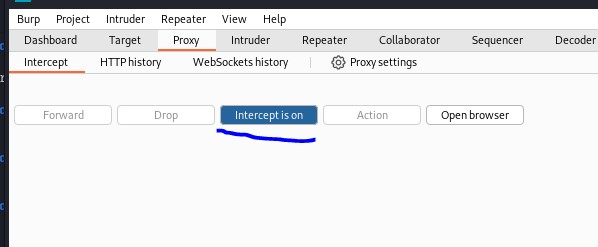 Burp Project Intruder Repeater View Help
Dashboard Target Proxy Intruder Repeater Collaborator Sequencer Decoder
Intercept HTTP history WebSockets history Proxy settings
Forward Drop Intercept is on Action Open browser